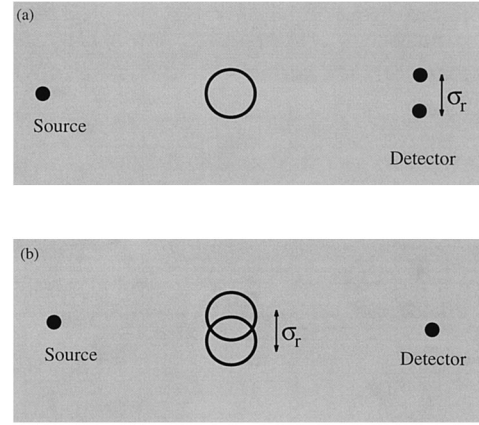 (a)
Source
σr
Detector
(b)
Source
σr
Detector